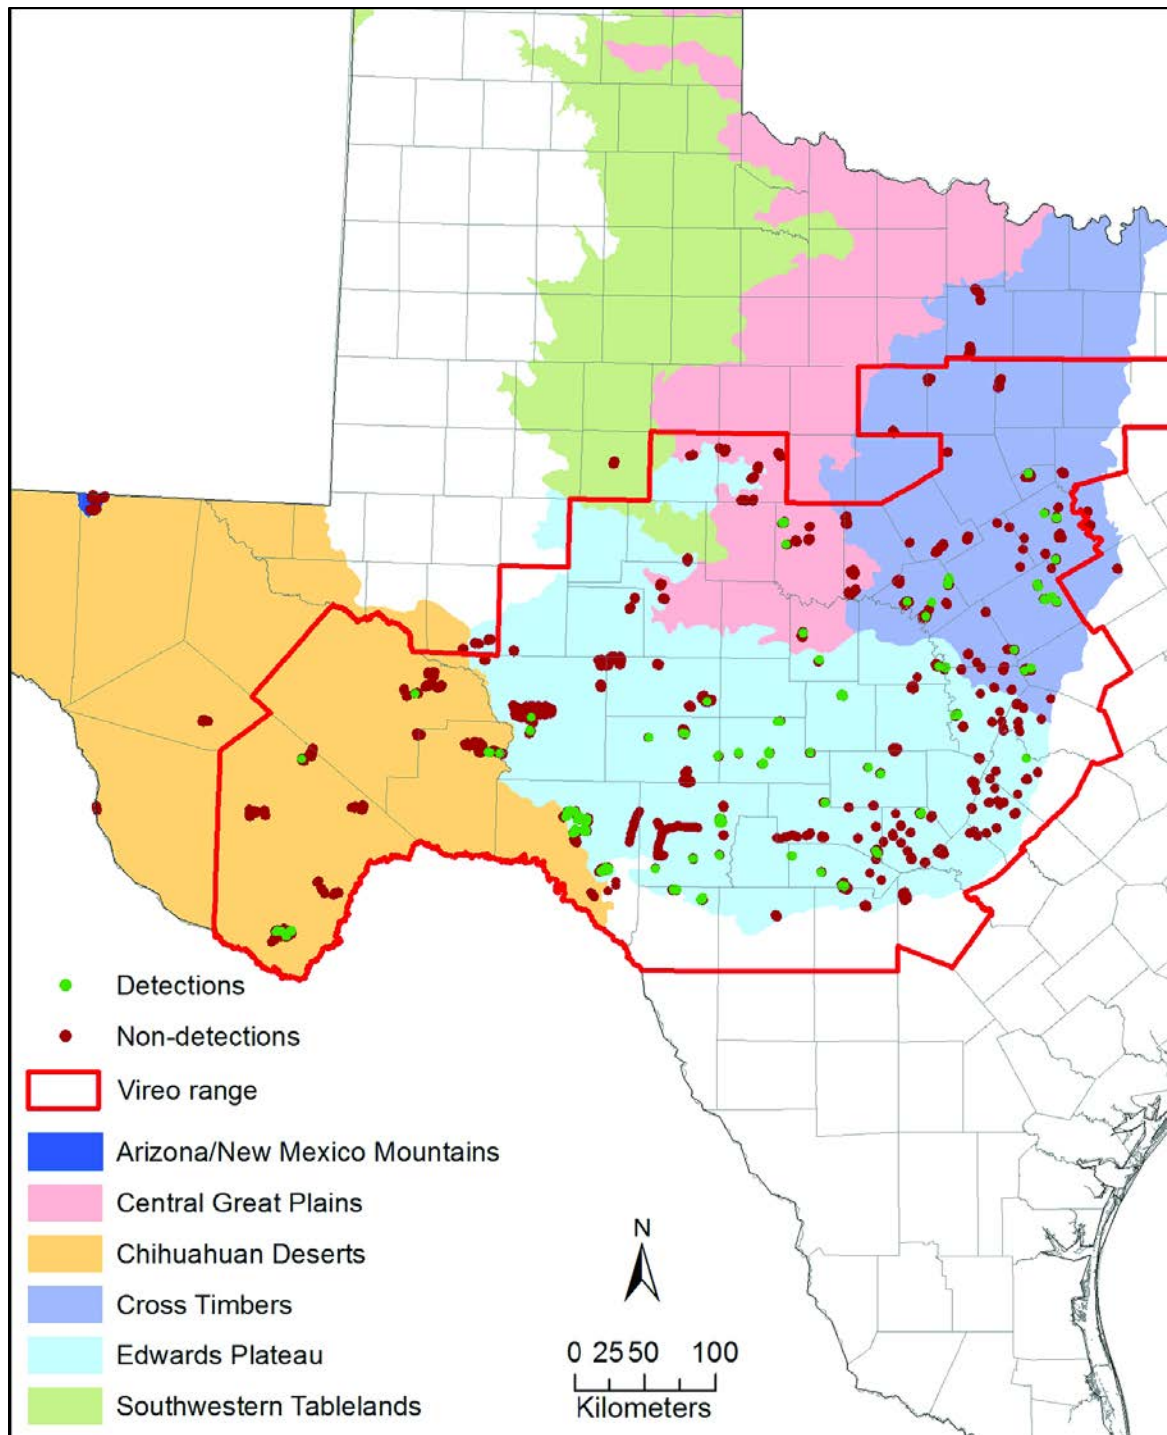 Detections
Non-detections
Vireo range
Arizona/New Mexico Mountains
Central Great Plains
Chihuahuan Deserts
Cross Timbers
Edwards Plateau
Southwestern Tablelands
N
0 25 50 100
Kilometers